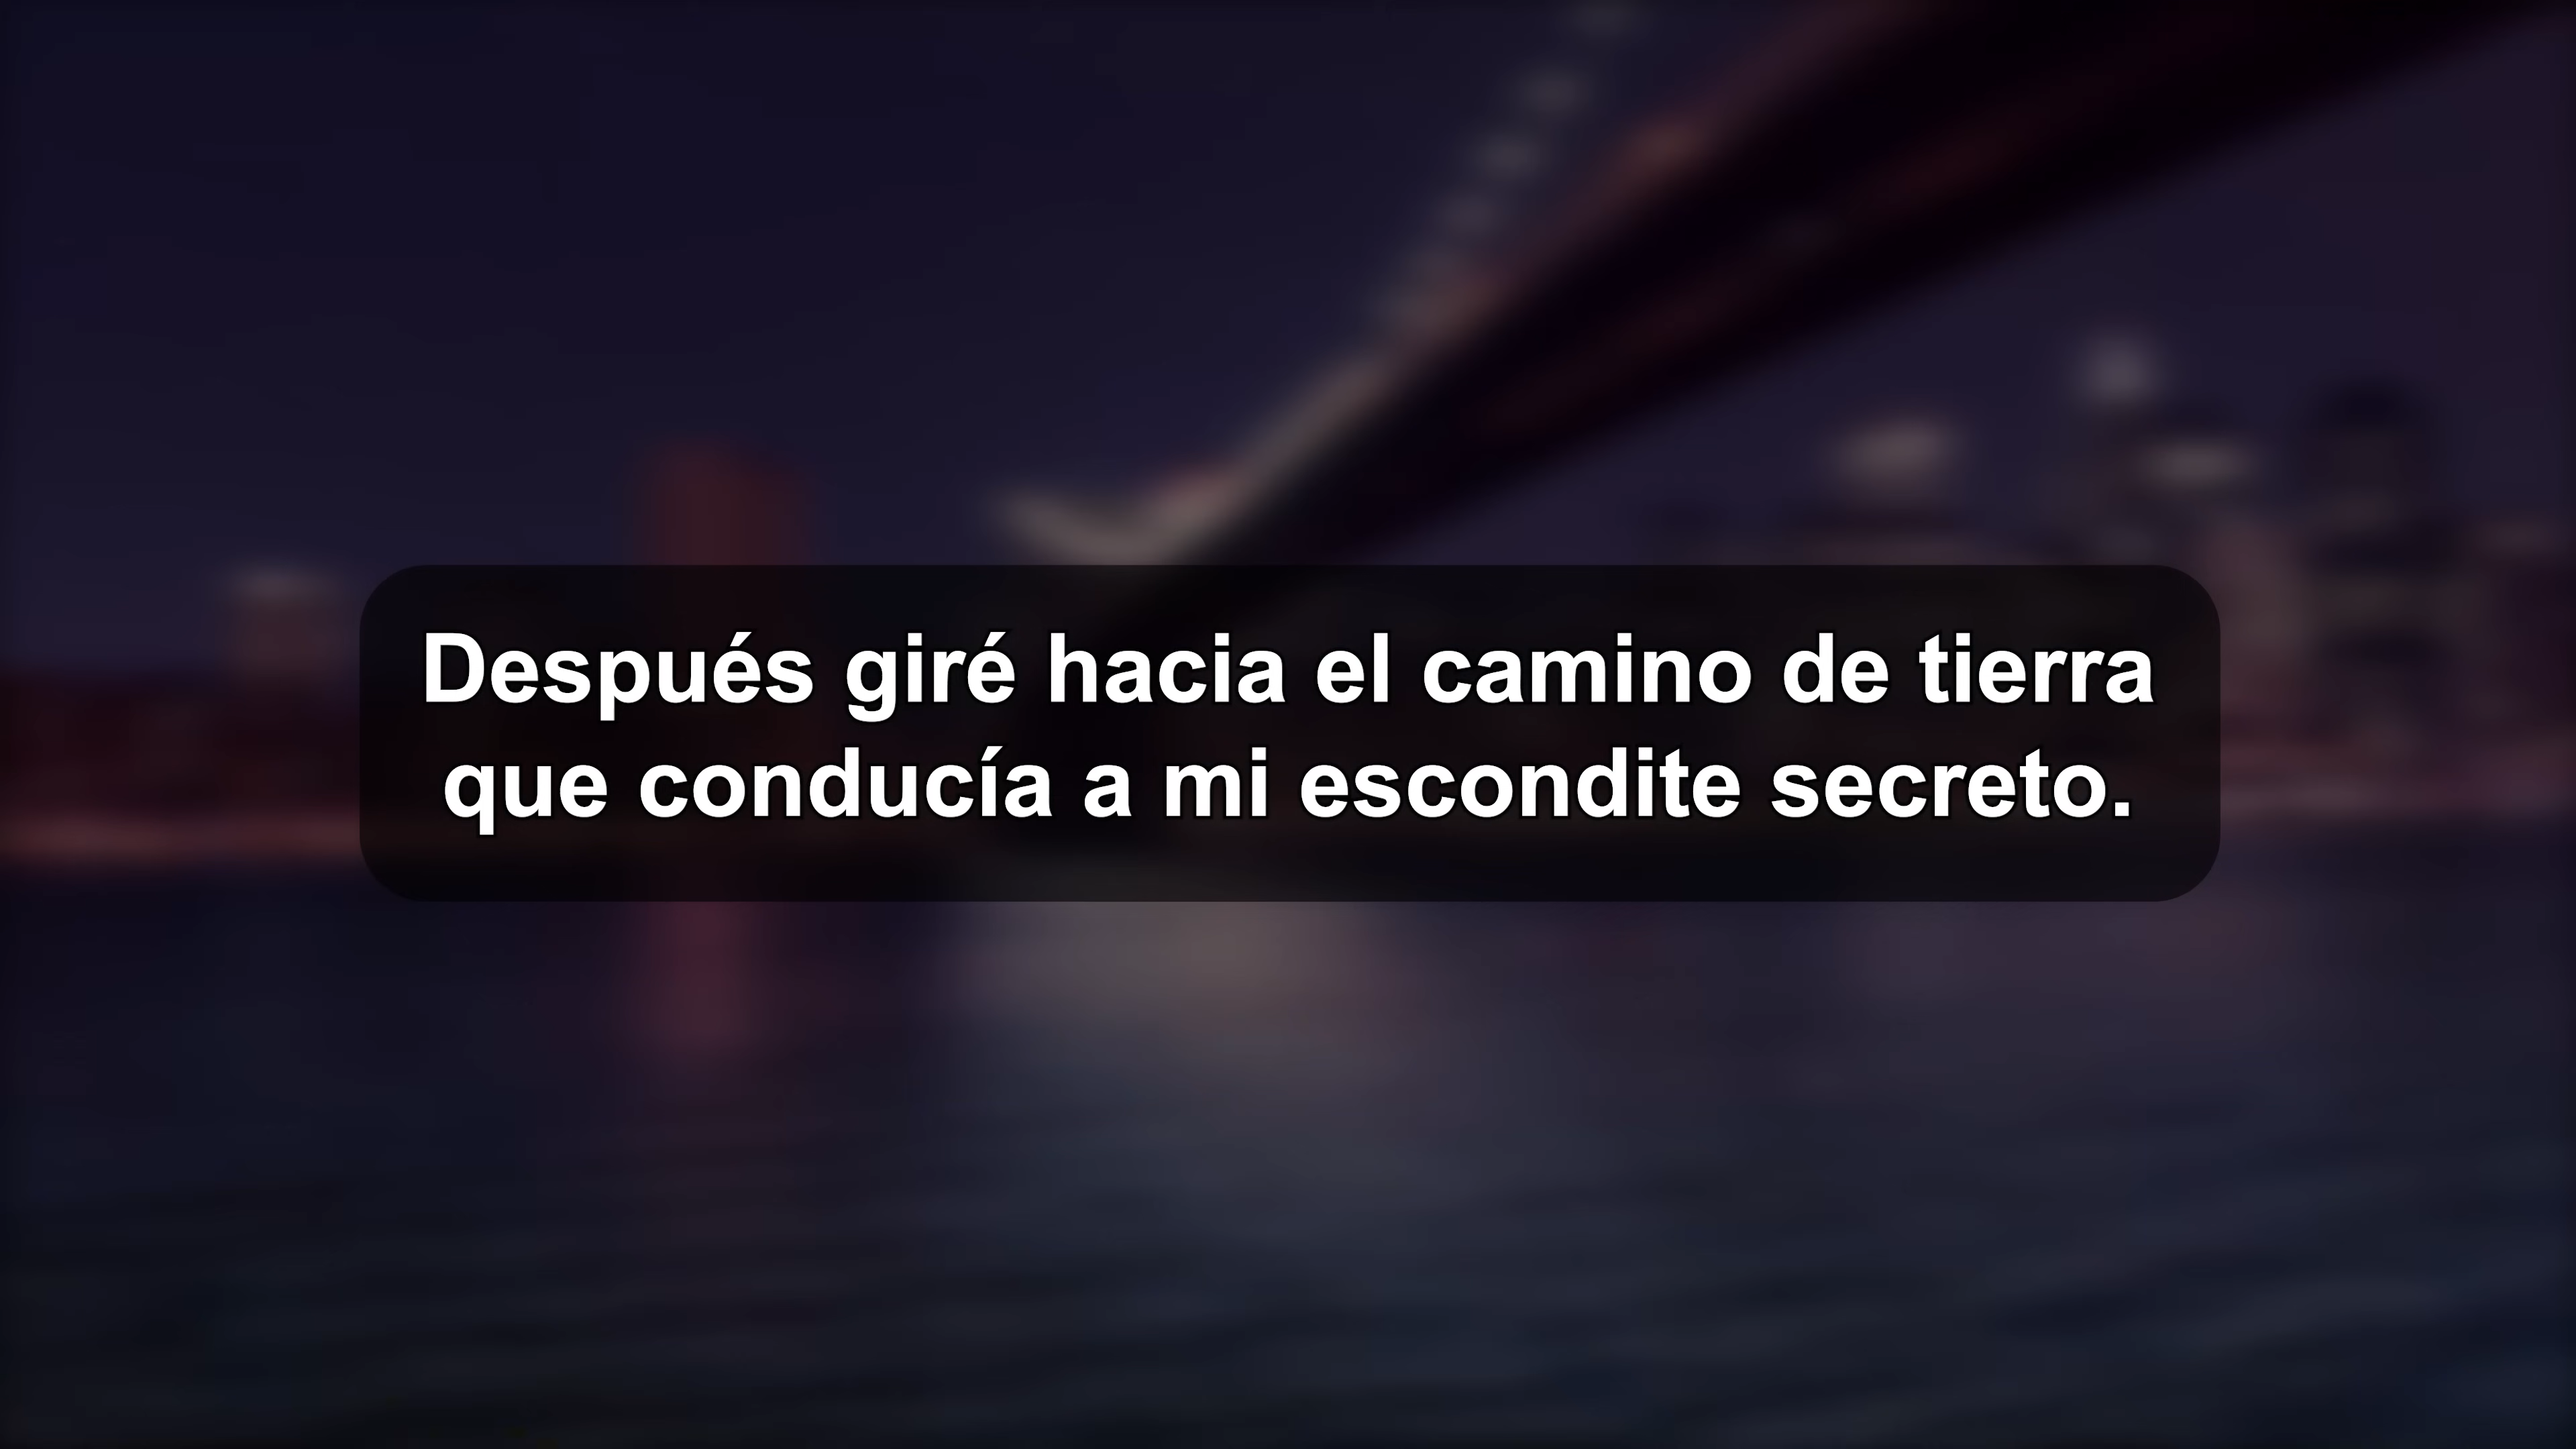 Después giré hacia el camino de tierra
que conducía a mi escondite secreto.